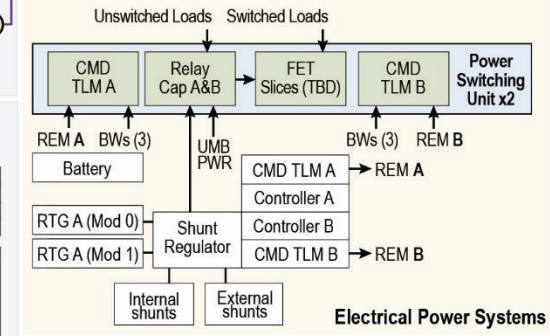 Unswitched Loads
Switched Loads
CMD
TLM A
Relay
Cap A&B
FET
Slices (TBD)
CMD
TLM B
Power
Switching
Unit x2
REM A
BWs (3)
UMB
PWR
BWs (3)
REM B
Battery
CMD TLM A
REM A
Controller A
RTG A (Mod 0)
Shunt
Regulator
Controller B
RTG A (Mod 1)
CMD TLM B
REM B
Internal
shunts
External
shunts
Electrical Power Systems